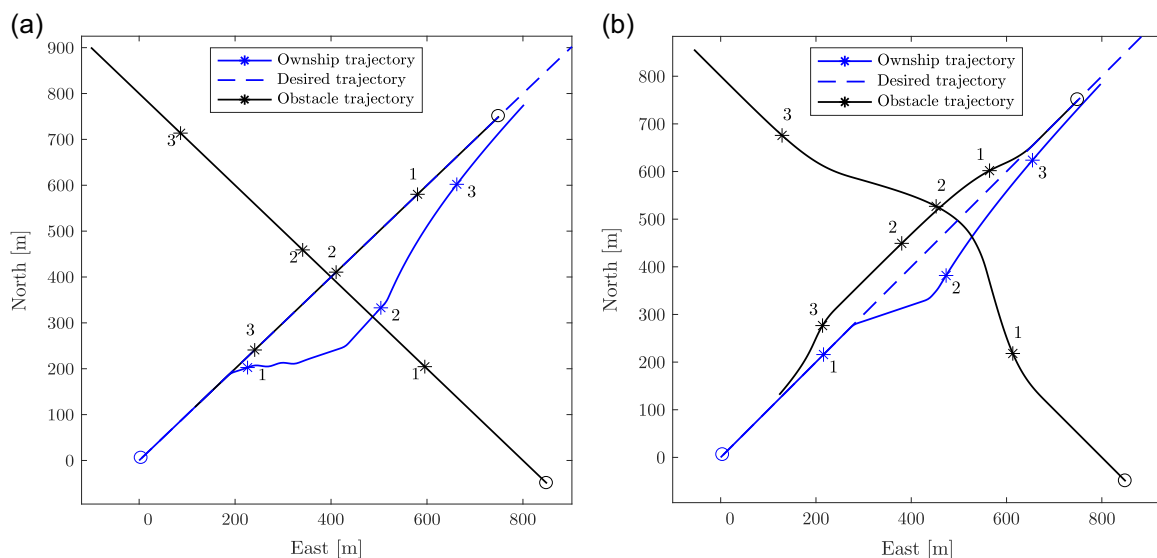 (a)
900
800
700
600
500
400
300
200
100
0
North [m]
0 200 400 600 800
East [m]
Ownship trajectory
Desired trajectory
Obstacle trajectory
3
1
3
2
2
2
3
1
1
(b)
800
700
600
500
400
300
200
100
0
North [m]
0 200 400 600 800
East [m]
Ownship trajectory
Desired trajectory
Obstacle trajectory
3
1
2
3
2
2
3
1
1